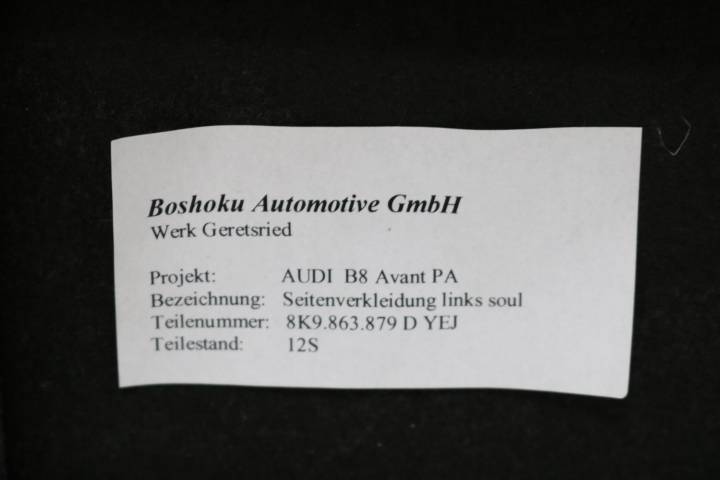 Boshoku Automotive GmbH
Werk Geretsried
Projekt: AUDI B8 Avant PA
Bezeichnung: Seitenverkleidung links soul
Teilenummer: 8K9.863.879 D YEJ
Teilestand: 12S